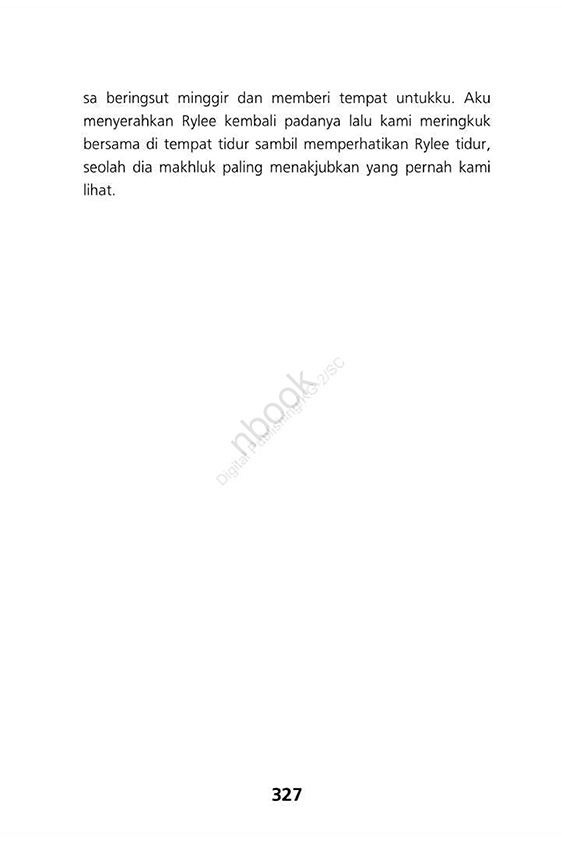 sa beringsut minggir dan memberi tempat untukku. Aku
menyerahkan Rylee kembali padanya lalu kami meringkuk
bersama di tempat tidur sambil memperhatikan Rylee tidur,
seolah dia makhluk paling menakjubkan yang pernah kami
lihat.
nbook
Digital Publishing/KG-2/SC
327